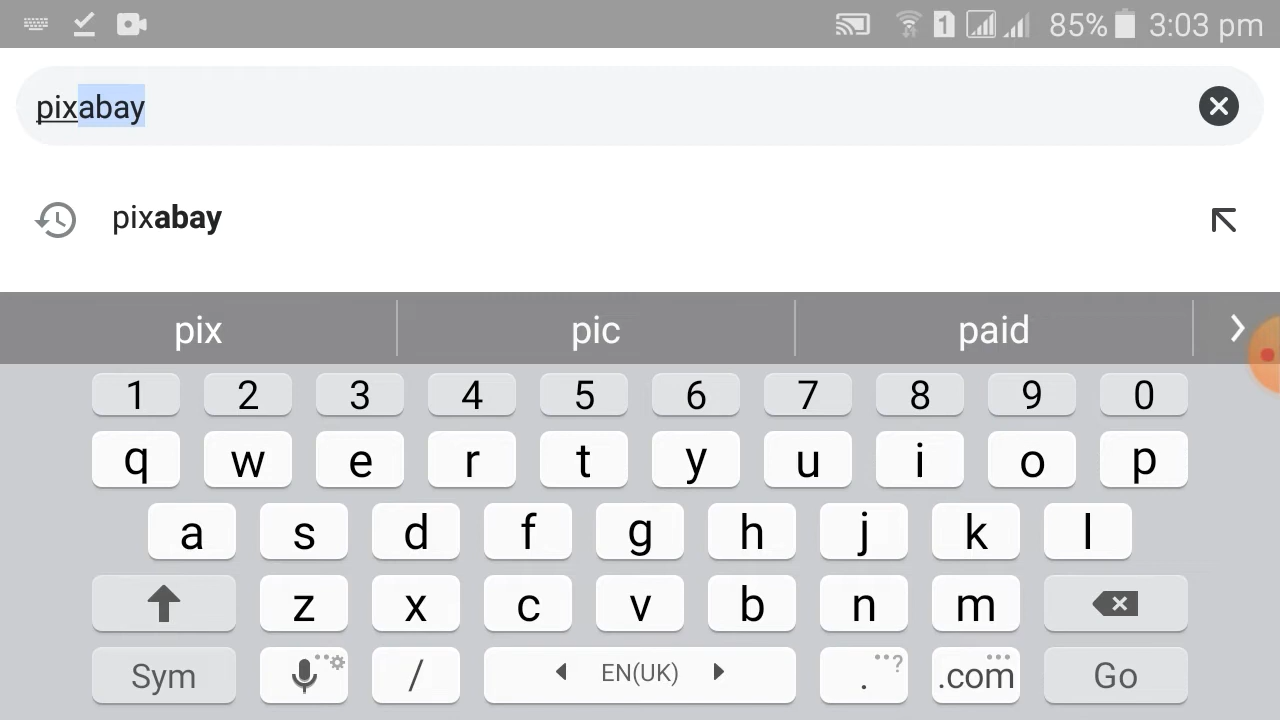 1 85% 3:03 pm
pixabay
pixabay
pix pic paid
1 2 3 4 5 6 7 8 9 0
q w e r t y u i o p
a s d f g h j k l
z x c v b n m
Sym / EN(UK) . ? .com Go